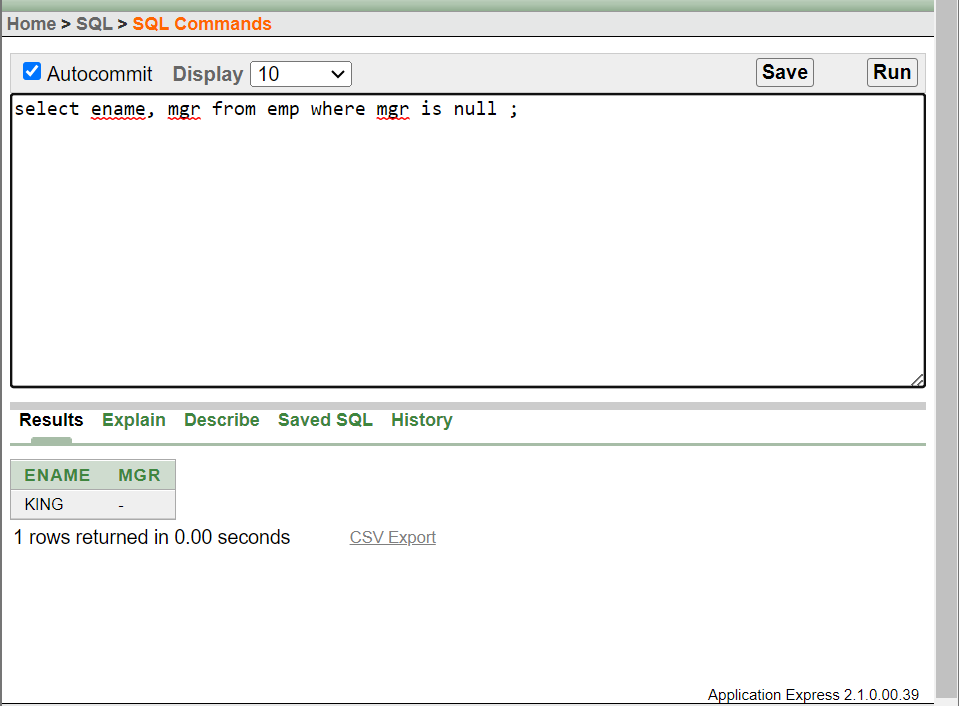 Home > SQL > SQL Commands
Autocommit Display 10 Save Run
select ename, mgr from emp where mgr is null ;
Results Explain Describe Saved SQL History
ENAME MGR
KING -
1 rows returned in 0.00 seconds CSV Export
Application Express 2.1.0.00.39